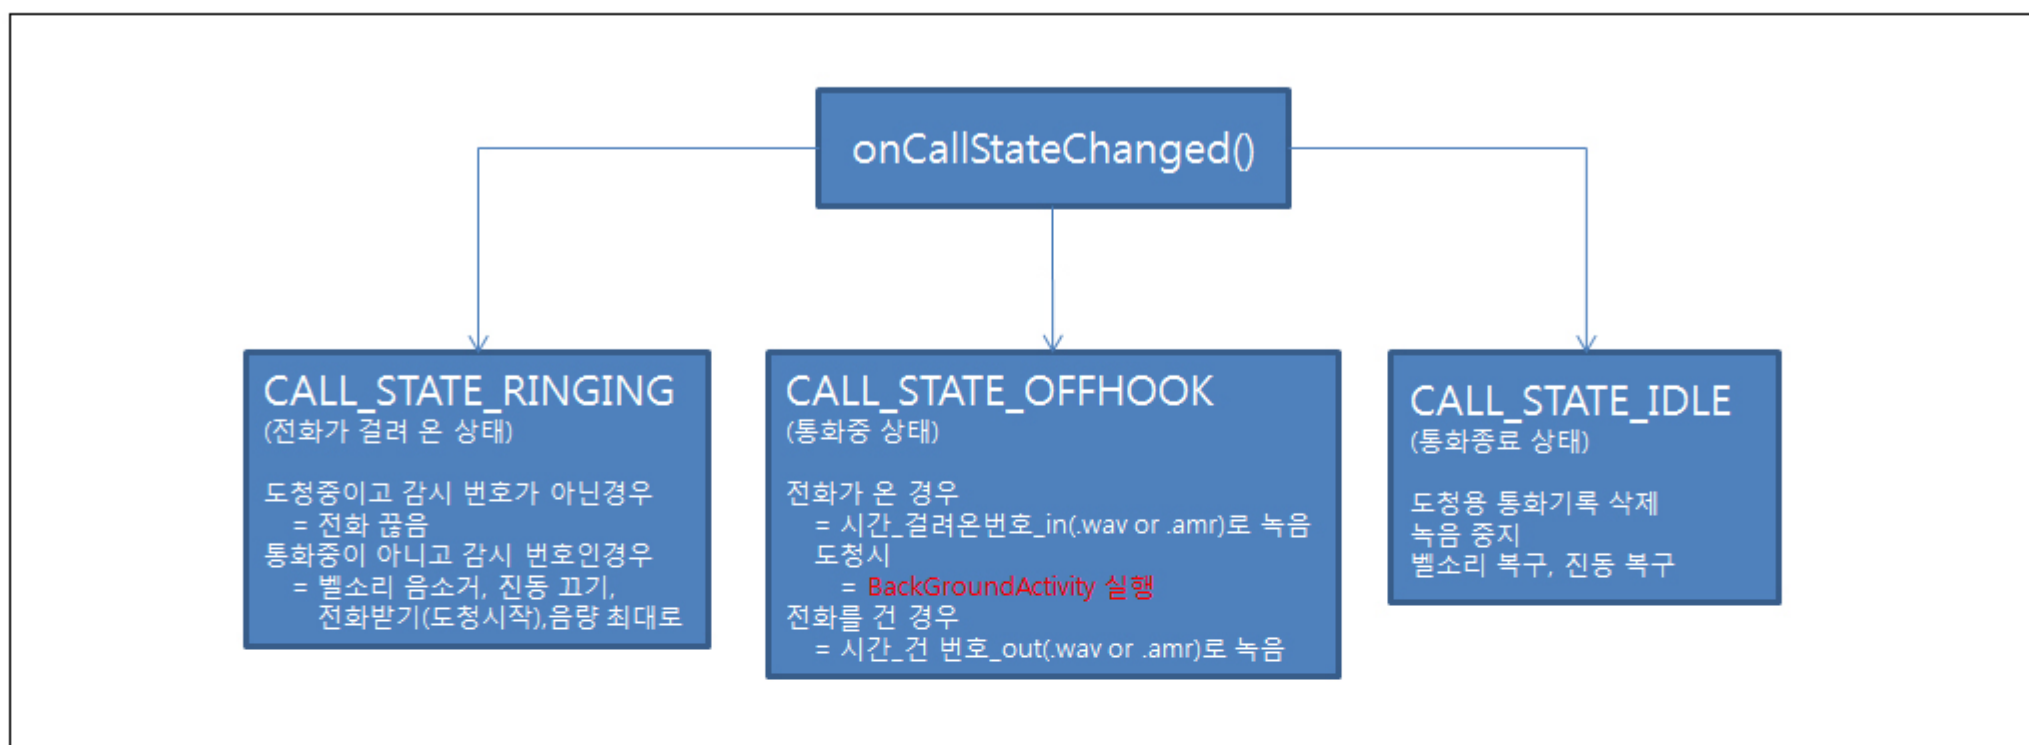 onCallStateChanged()
CALL_STATE_RINGING
(전화가 걸려 온 상태)
도청중이고 감시 번호가 아닌경우
= 전화 끊음
통화중이 아니고 감시 번호인경우
= 벨소리 음소거, 진동 끄기,
전화받기(도청시작),음량 최대로
CALL_STATE_OFFHOOK
(통화중 상태)
전화가 온 경우
= 시간_걸려온번호_in(.wav or .amr)로 녹음
도청시
= BackGroundActivity 실행
전화를 건 경우
= 시간_건 번호_out(.wav or .amr)로 녹음
CALL_STATE_IDLE
(통화종료 상태)
도청용 통화기록 삭제
녹음 중지
벨소리 복구, 진동 복구